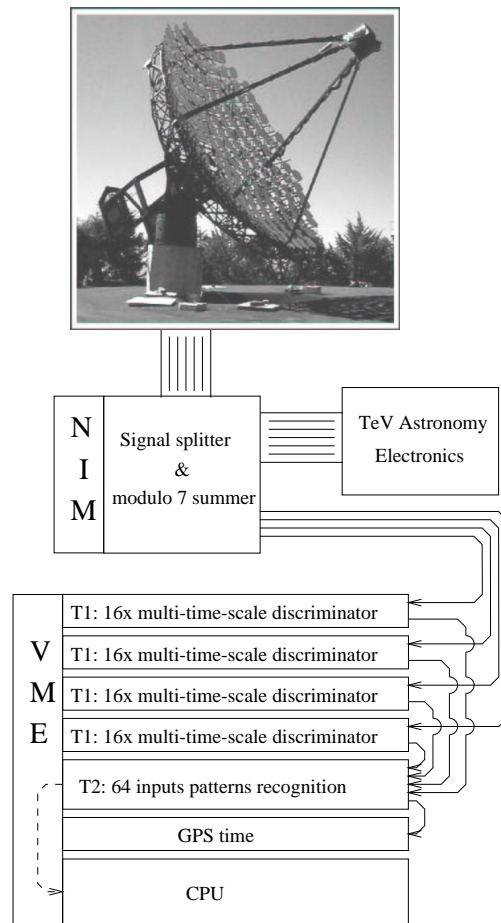 NIM
Signal splitter
&
modulo 7 summer
TeV Astronomy
Electronics
VME
T1: 16x multi-time-scale discriminator
T1: 16x multi-time-scale discriminator
T1: 16x multi-time-scale discriminator
T1: 16x multi-time-scale discriminator
T2: 64 inputs patterns recognition
GPS time
CPU